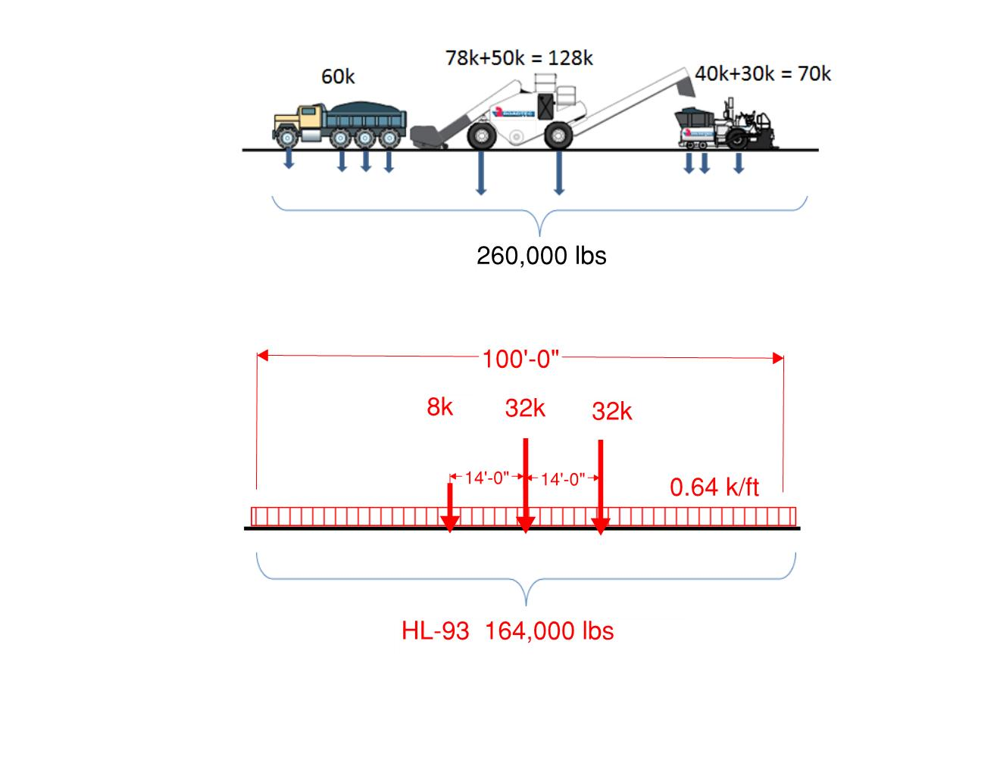 78k+50k = 128k
60k
40k+30k = 70k
ROADTEC
260,000 lbs
100'-0"
8k
32k
32k
14'-0"
14'-0"
0.64 k/ft
HL-93 164,000 lbs